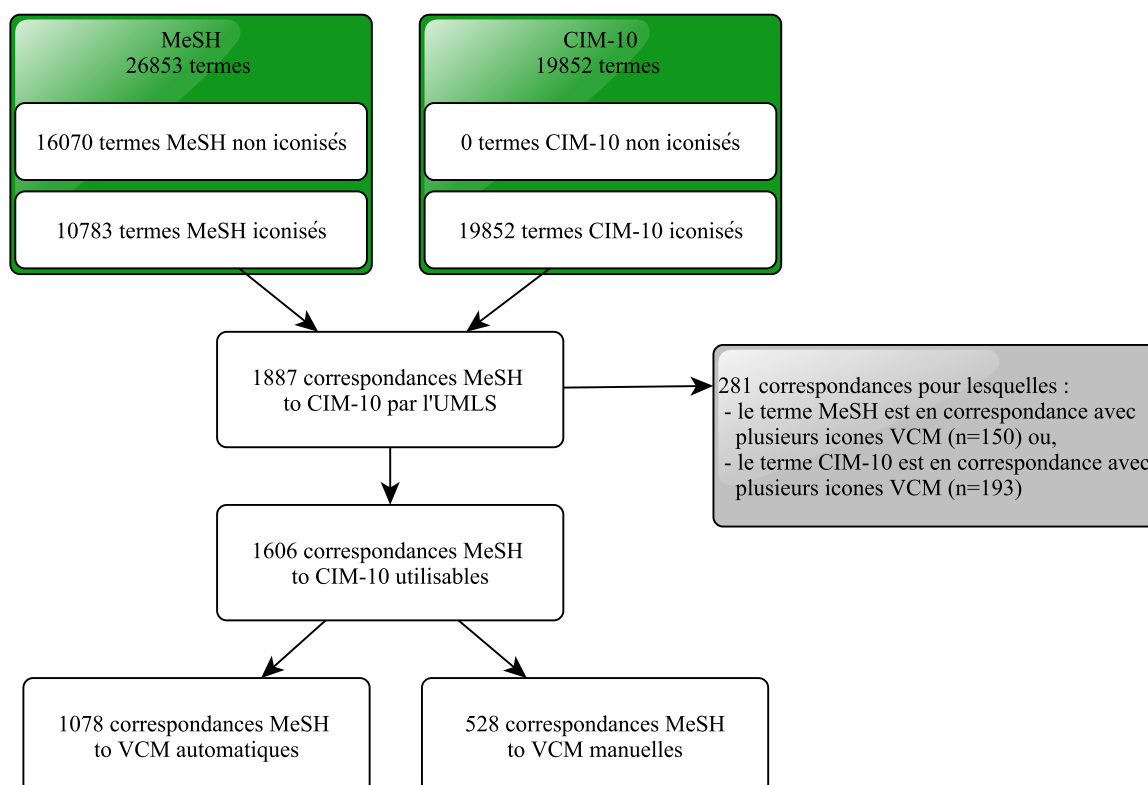 MeSH
26853 termes
16070 termes MeSH non iconisés
10783 termes MeSH iconisés
CIM-10
19852 termes
0 termes CIM-10 non iconisés
19852 termes CIM-10 iconisés
1887 correspondances MeSH
to CIM-10 par l'UMLS
281 correspondances pour lesquelles :
- le terme MeSH est en correspondance avec
plusieurs icones VCM (n=150) ou,
- le terme CIM-10 est en correspondance avec
plusieurs icones VCM (n=193)
1606 correspondances MeSH
to CIM-10 utilisables
1078 correspondances MeSH
to VCM automatiques
528 correspondances MeSH
to VCM manuelles